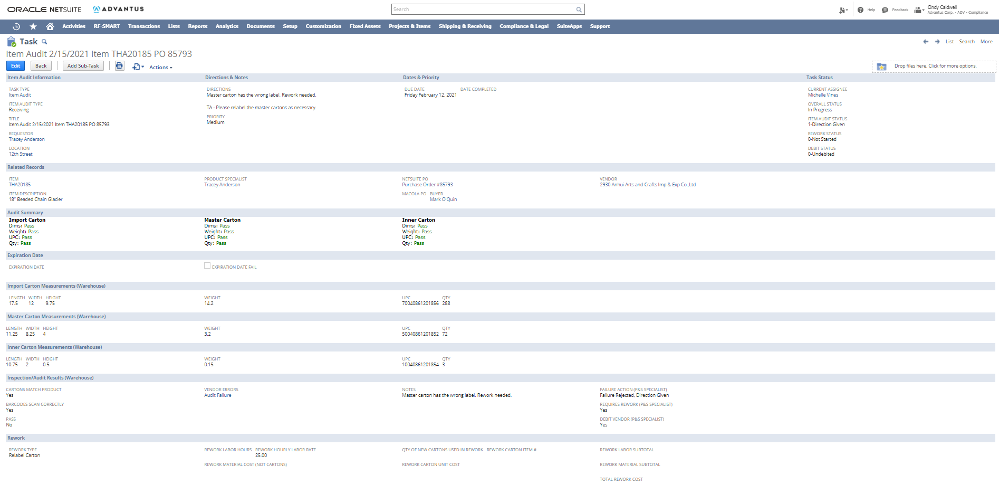 ORACLE NETSUITE ADVANTUS Search Help Feedback Cindy Caldwell
Advantus Corp. - ADV - Compliance
Activities RF-SMART Transactions Lists Reports Analytics Documents Setup Customization Fixed Assets Projects & Items Shipping & Receiving Compliance & Legal SuiteApps Support
Task List Search More
Item Audit 2/15/2021 Item THA20185 PO 85793
Edit Back Add Sub-Task Actions Drop files here. Click for more options.
Item Audit Information Directions & Notes Dates & Priority Task Status
TASK TYPE DIRECTIONS DUE DATE DATE COMPLETED CURRENT ASSIGNEE
Item Audit Master carton has the wrong label. Rework needed. Friday February 12, 2021 Michelle Vines
ITEM AUDIT TYPE OVERALL STATUS
Receiving TA - Please relabel the master cartons as necessary. In Progress
TITLE PRIORITY ITEM AUDIT STATUS
Item Audit 2/15/2021 Item THA20185 PO 85793 Medium 1-Direction Given
REQUESTOR REWORK STATUS
Tracey Anderson 0-Not Started
LOCATION DEBIT STATUS
12th Street 0-Undebited
Related Records
ITEM PRODUCT SPECIALIST NETSUITE PO VENDOR
THA20185 Tracey Anderson Purchase Order #85793 2930 Anhui Arts and Crafts Imp & Exp Co.,Ltd
ITEM DESCRIPTION MACOLA PO BUYER
18" Beaded Chain Glacier Mark O'Quin
Audit Summary
Import Carton Master Carton Inner Carton
Dims: Pass Dims: Pass Dims: Pass
Weight: Pass Weight: Pass Weight: Pass
UPC: Pass UPC: Pass UPC: Pass
Qty: Pass Qty: Pass Qty: Pass
Expiration Date
EXPIRATION DATE EXPIRATION DATE FAIL
Import Carton Measurements (Warehouse)
LENGTH WIDTH HEIGHT WEIGHT UPC QTY
17.5 12 9.75 14.2 70040861201856 288
Master Carton Measurements (Warehouse)
LENGTH WIDTH HEIGHT WEIGHT UPC QTY
11.25 8.25 4 3.2 50040861201852 72
Inner Carton Measurements (Warehouse)
LENGTH WIDTH HEIGHT WEIGHT UPC QTY
10.75 2 0.5 0.15 10040861201854 3
Inspection/Audit Results (Warehouse)
CARTONS MATCH PRODUCT VENDOR ERRORS NOTES FAILURE ACTION (P&S SPECIALIST)
Yes Audit Failure Master carton has the wrong label. Rework needed. Failure Rejected, Direction Given
BARCODES SCAN CORRECTLY REQUIRES REWORK (P&S SPECIALIST)
Yes Yes
PASS DEBIT VENDOR (P&S SPECIALIST)
No Yes
Rework
REWORK TYPE REWORK LABOR HOURS REWORK HOURLY LABOR RATE QTY OF NEW CARTONS USED IN REWORK REWORK CARTON ITEM # REWORK LABOR SUBTOTAL
Relabel Carton 25.00
REWORK MATERIAL COST (NOT CARTONS) REWORK CARTON UNIT COST REWORK MATERIAL SUBTOTAL
TOTAL REWORK COST